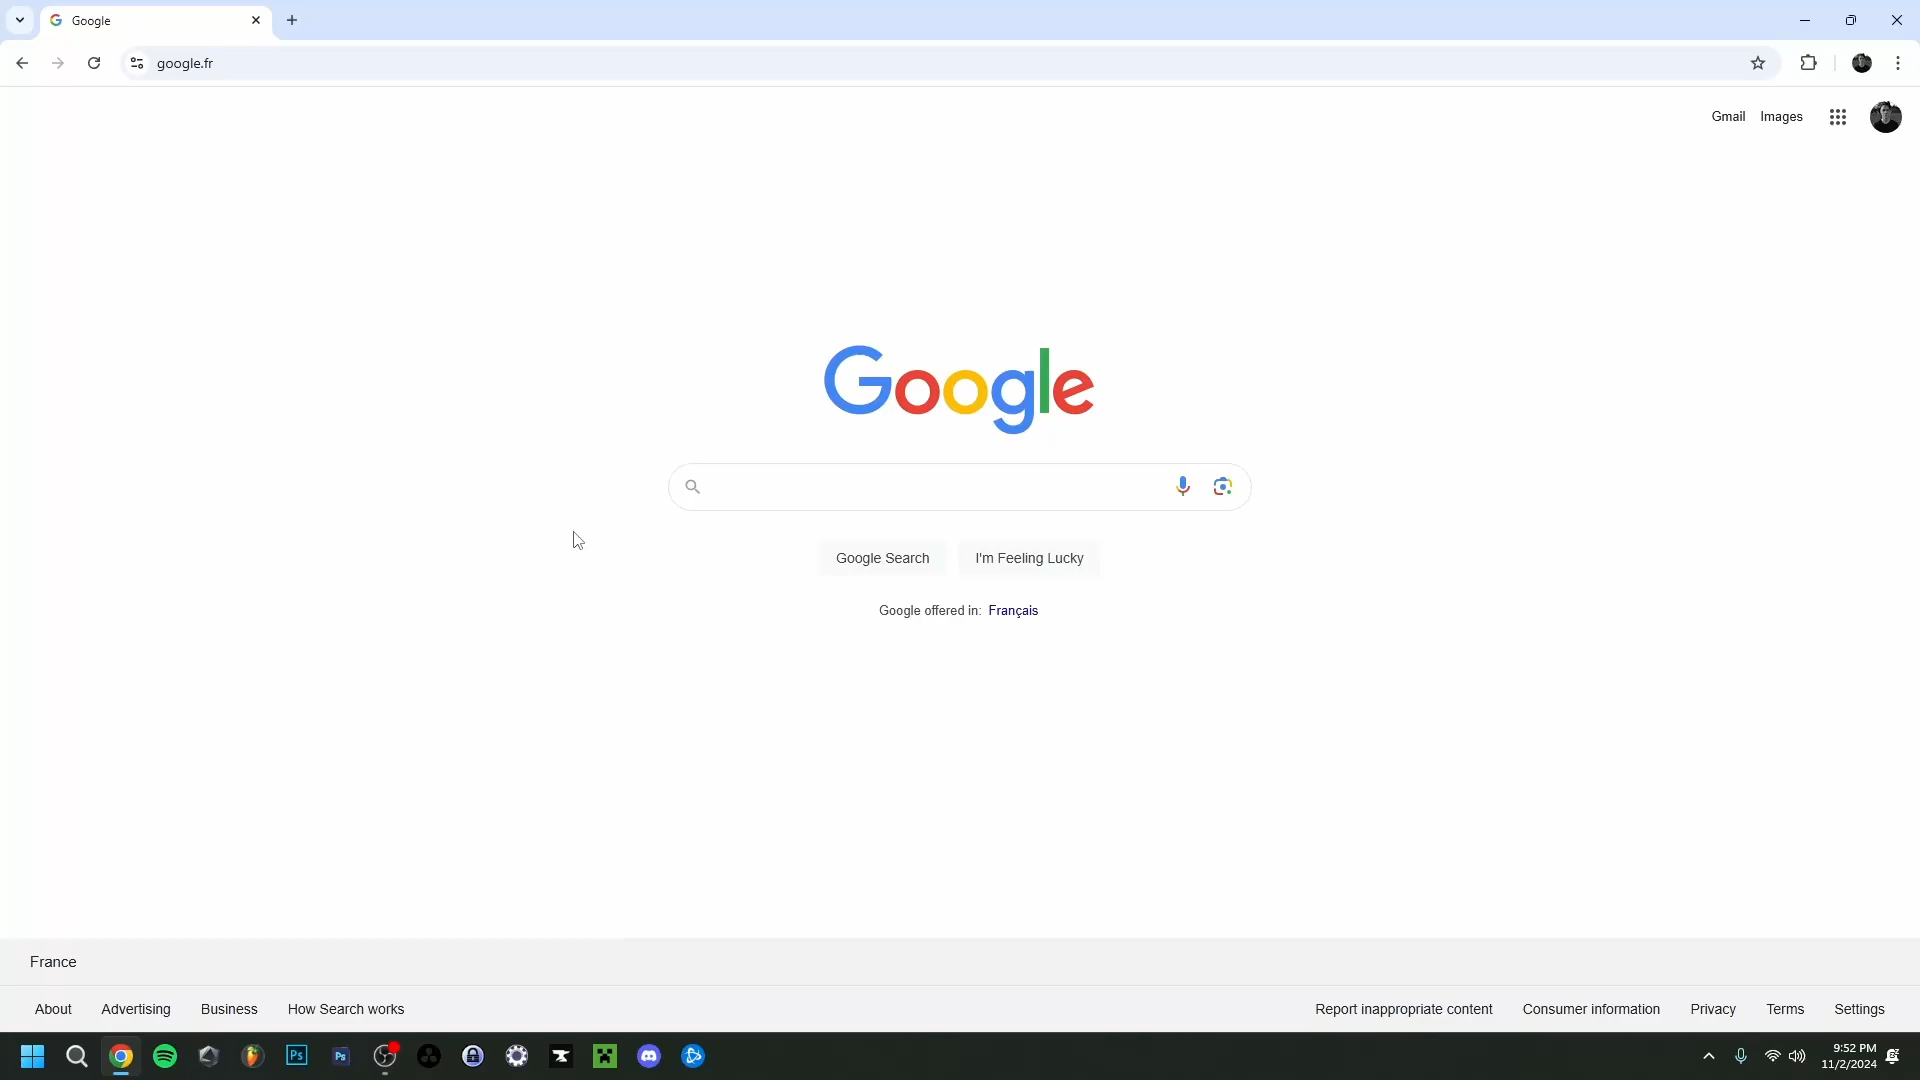 Google
google.fr
Gmail Images
Google
Google Search I'm Feeling Lucky
Google offered in: Français
France
About Advertising Business How Search works Report inappropriate content Consumer information Privacy Terms Settings
Ps Ps
9:52 PM
11/2/2024